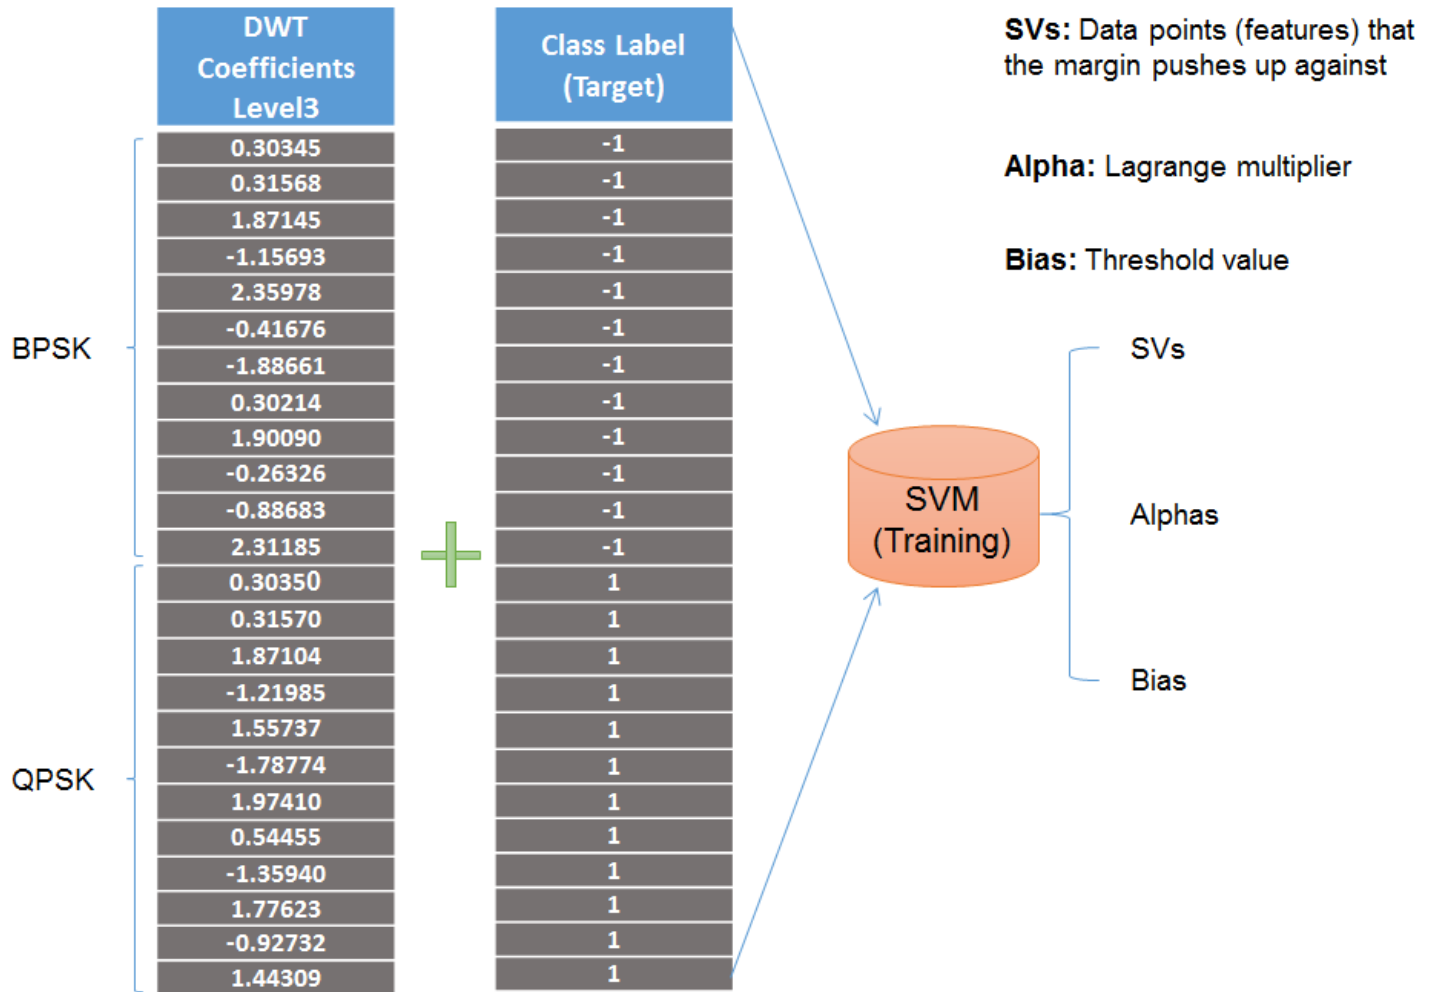 DWT
Coefficients
Level3
Class Label
(Target)
SVs: Data points (features) that
the margin pushes up against
Alpha: Lagrange multiplier
Bias: Threshold value
BPSK
0.30345 -1
0.31568 -1
1.87145 -1
-1.15693 -1
2.35978 -1
-0.41676 -1
-1.88661 -1
0.30214 -1
1.90090 -1
-0.26326 -1
-0.88683 -1
2.31185 -1
QPSK
0.30350 1
0.31570 1
1.87104 1
-1.21985 1
1.55737 1
-1.78774 1
1.97410 1
0.54455 1
-1.35940 1
1.77623 1
-0.92732 1
1.44309 1
SVM
(Training)
SVs
Alphas
Bias